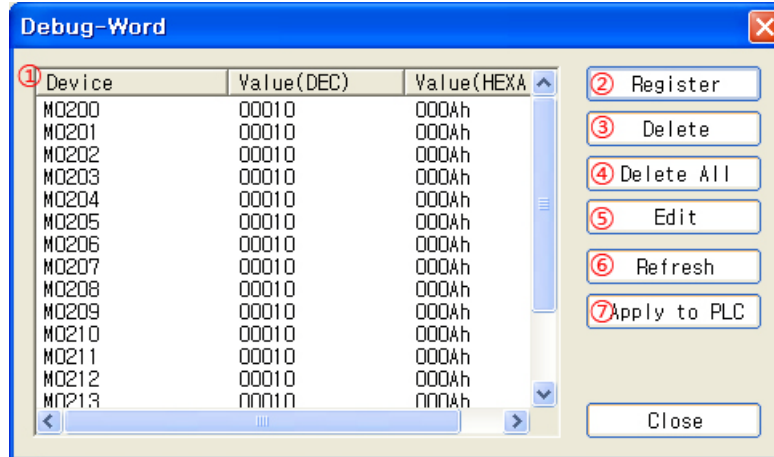 Debug-Word
① Device Value(DEC) Value(HEXA
M0200 00010 000Ah
M0201 00010 000Ah
M0202 00010 000Ah
M0203 00010 000Ah
M0204 00010 000Ah
M0205 00010 000Ah
M0206 00010 000Ah
M0207 00010 000Ah
M0208 00010 000Ah
M0209 00010 000Ah
M0210 00010 000Ah
M0211 00010 000Ah
M0212 00010 000Ah
M0213 00010 000Ah
② Register
③ Delete
④ Delete All
⑤ Edit
⑥ Refresh
⑦ Apply to PLC
Close